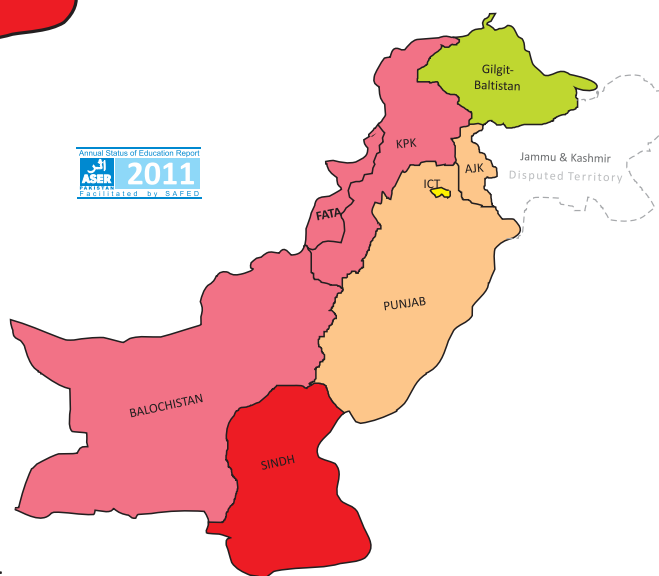 Gilgit-
Baltistan
KPK
Jammu & Kashmir
Disputed Territory
AJK
ICT
Annual Status of Education Report
اثر
ASER
PAKISTAN
2011
Facilitated by SAFED
FATA
PUNJAB
BALOCHISTAN
SINDH